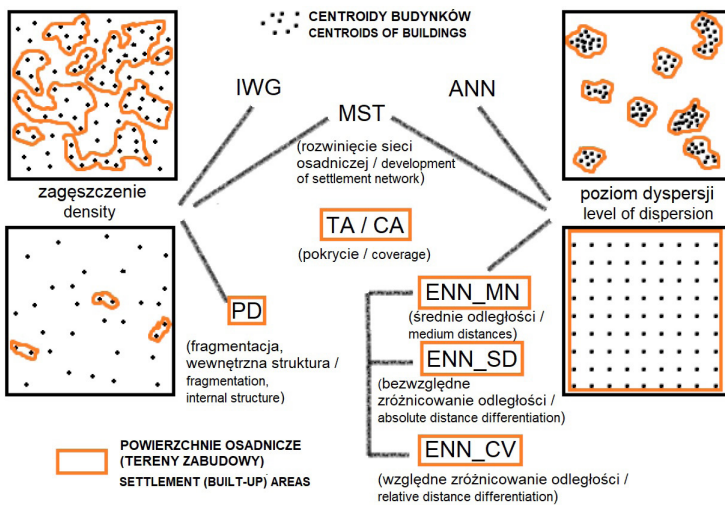 CENTROIDY BUDYNKÓW
CENTROIDS OF BUILDINGS
IWG
ANN
MST
(rozwinięcie sieci
osadniczej / development
of settlement network)
zagęszczenie
density
poziom dyspersji
level of dispersion
TA / CA
(pokrycie / coverage)
PD
(fragmentacja,
wewnętrzna struktura /
fragmentation,
internal structure)
ENN_MN
(średnie odległości /
medium distances)
ENN_SD
(bezwzględne
zróżnicowanie odległości /
absolute distance differentiation)
ENN_CV
(względne zróżnicowanie odległości /
relative distance differentiation)
POWIERZCHNIE OSADNICZE
(TERENY ZABUDOWY)
SETTLEMENT (BUILT-UP) AREAS